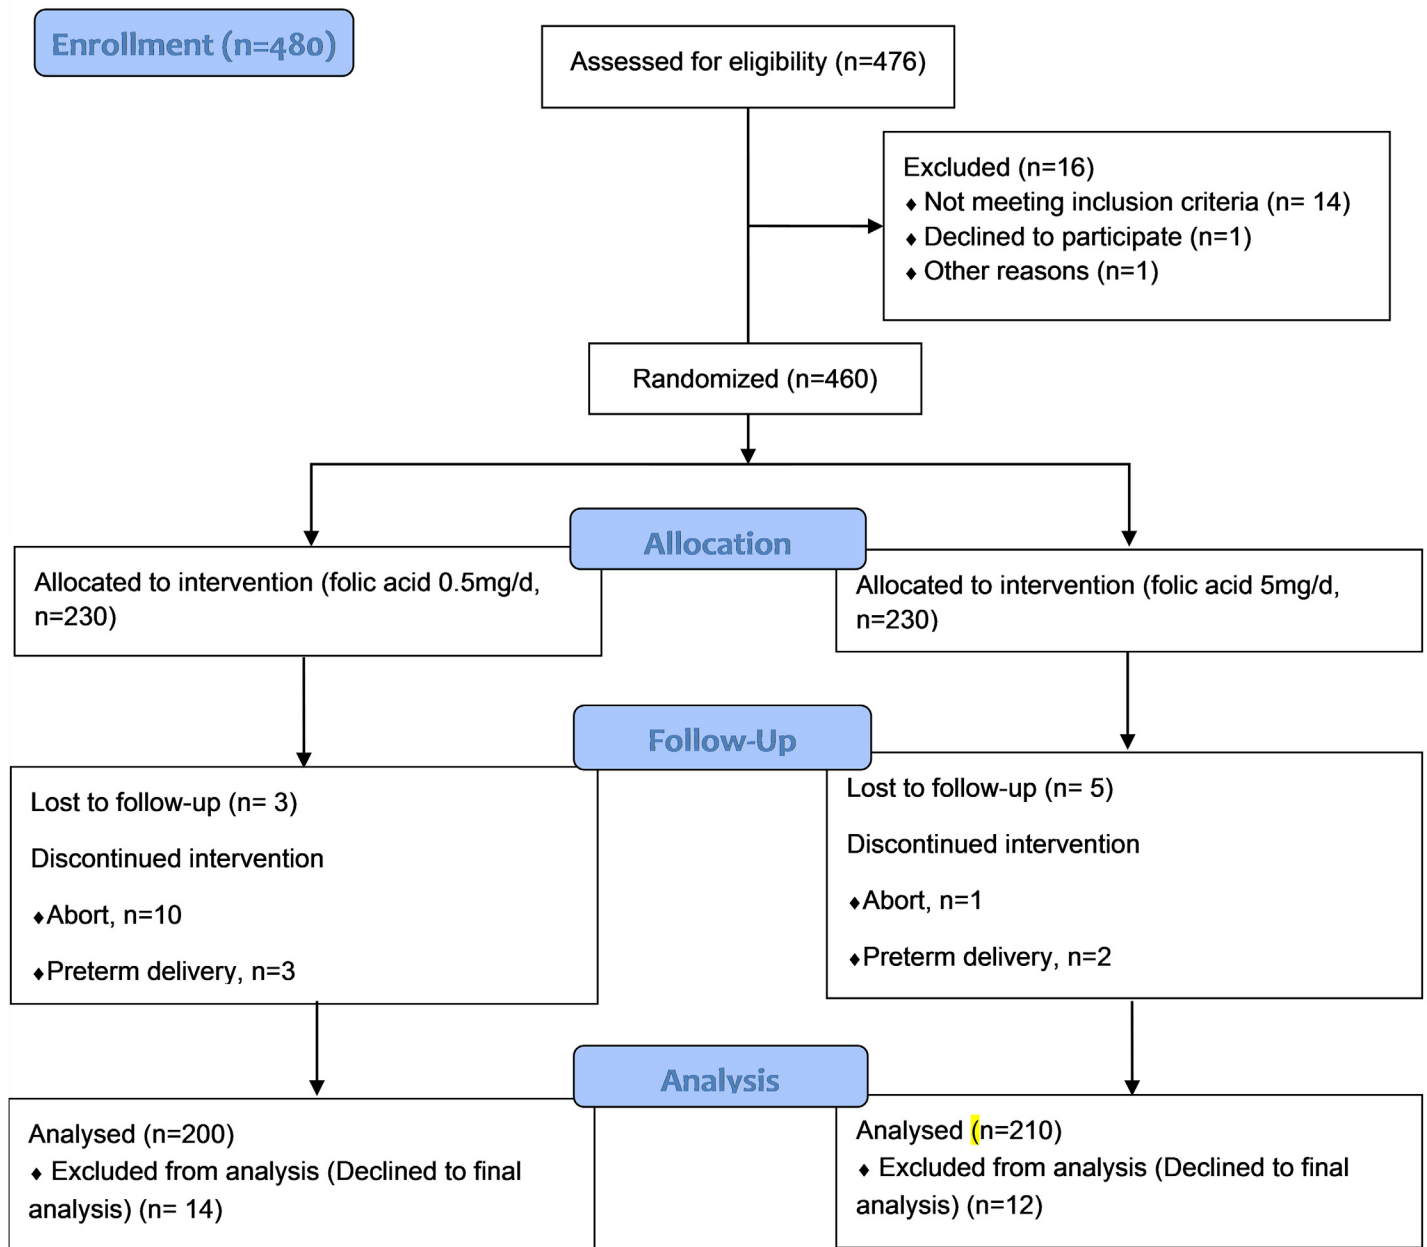 Enrollment (n=480)
Assessed for eligibility (n=476)
Excluded (n=16)
♦ Not meeting inclusion criteria (n= 14)
♦ Declined to participate (n=1)
♦ Other reasons (n=1)
Randomized (n=460)
Allocation
Allocated to intervention (folic acid 0.5mg/d,
n=230)
Allocated to intervention (folic acid 5mg/d,
n=230)
Follow-Up
Lost to follow-up (n= 3)
Discontinued intervention
♦Abort, n=10
♦Preterm delivery, n=3
Lost to follow-up (n= 5)
Discontinued intervention
♦Abort, n=1
♦Preterm delivery, n=2
Analysis
Analysed (n=200)
♦ Excluded from analysis (Declined to final
analysis) (n= 14)
Analysed (n=210)
♦ Excluded from analysis (Declined to final
analysis) (n=12)